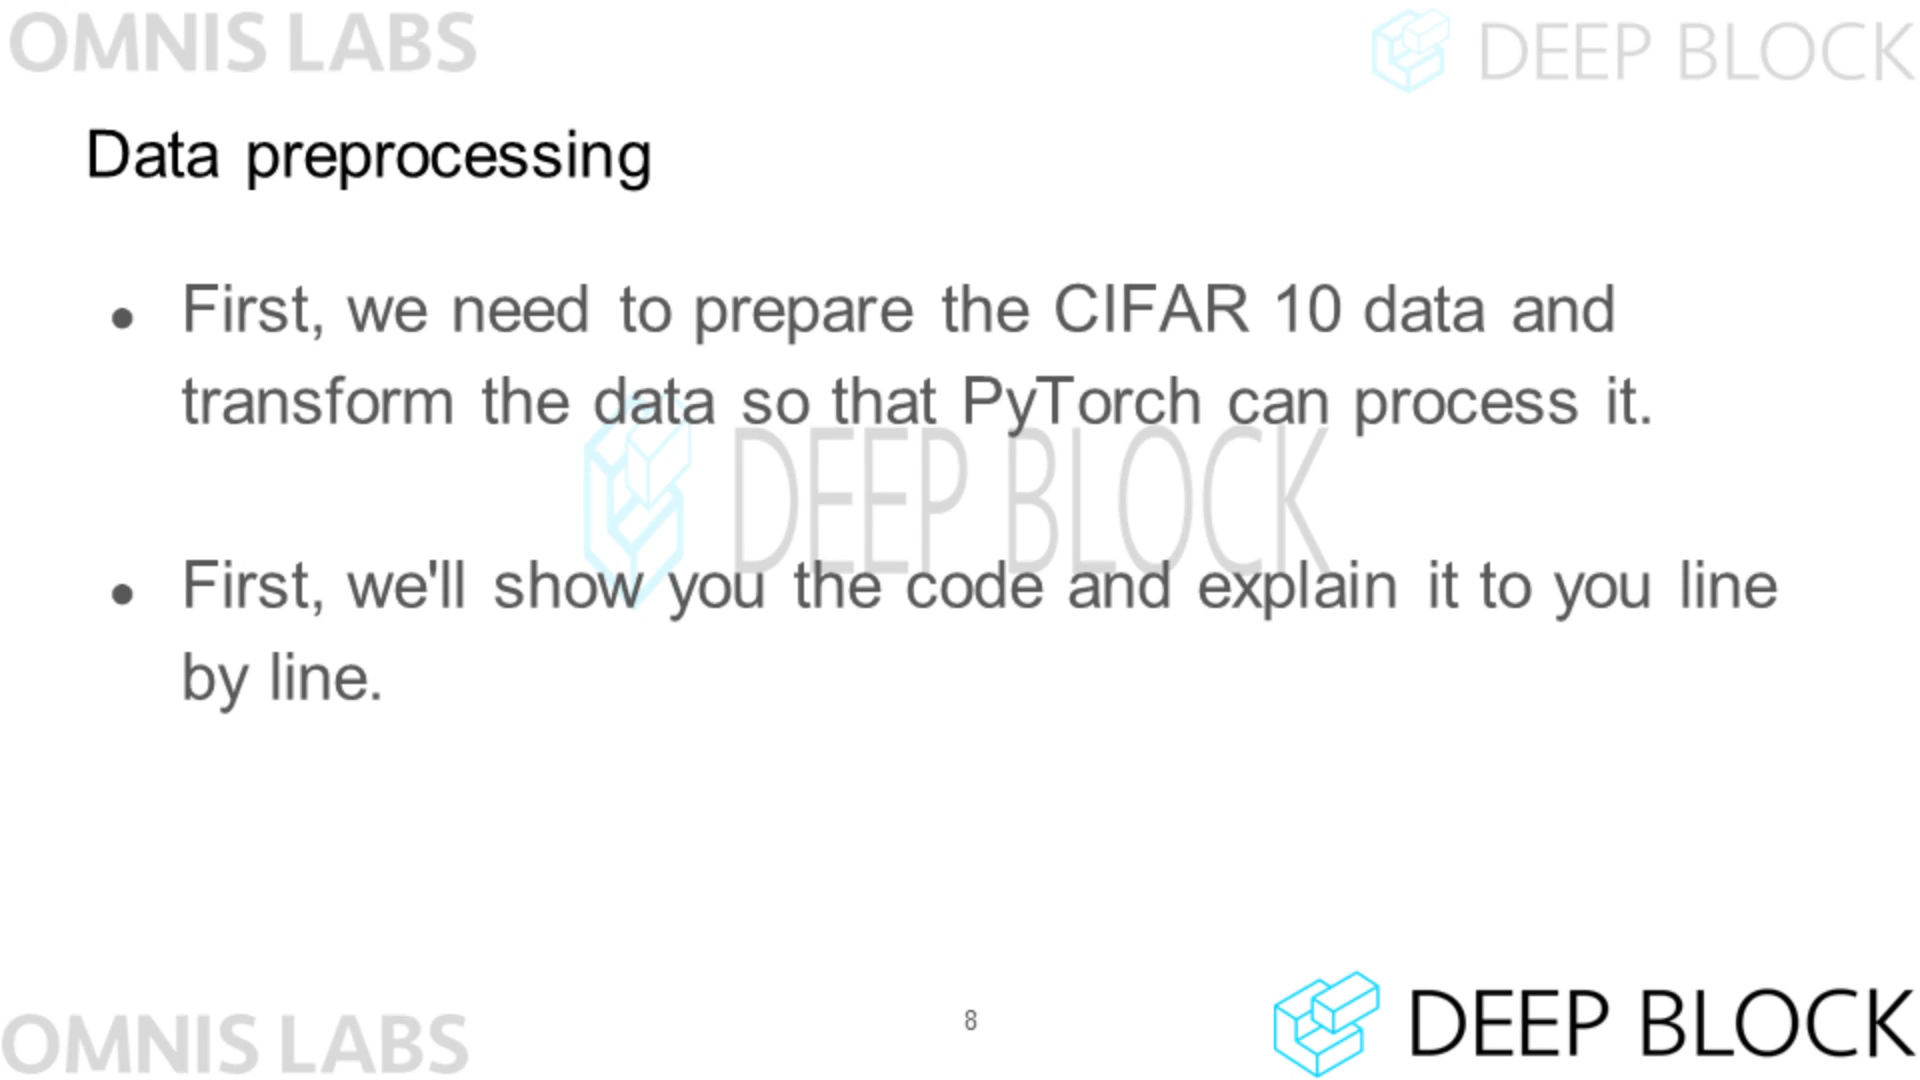 OMNIS LABS
DEEP BLOCK
Data preprocessing
● First, we need to prepare the CIFAR 10 data and
transform the data so that PyTorch can process it.
DEEP BLOCK
● First, we'll show you the code and explain it to you line
by line.
OMNIS LABS
8
DEEP BLOCK